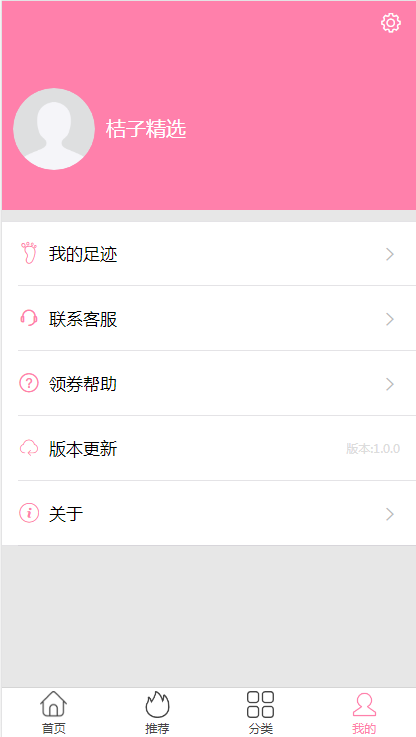 桔子精选
我的足迹
联系客服
领券帮助
版本更新 版本:1.0.0
关于
首页 推荐 分类 我的